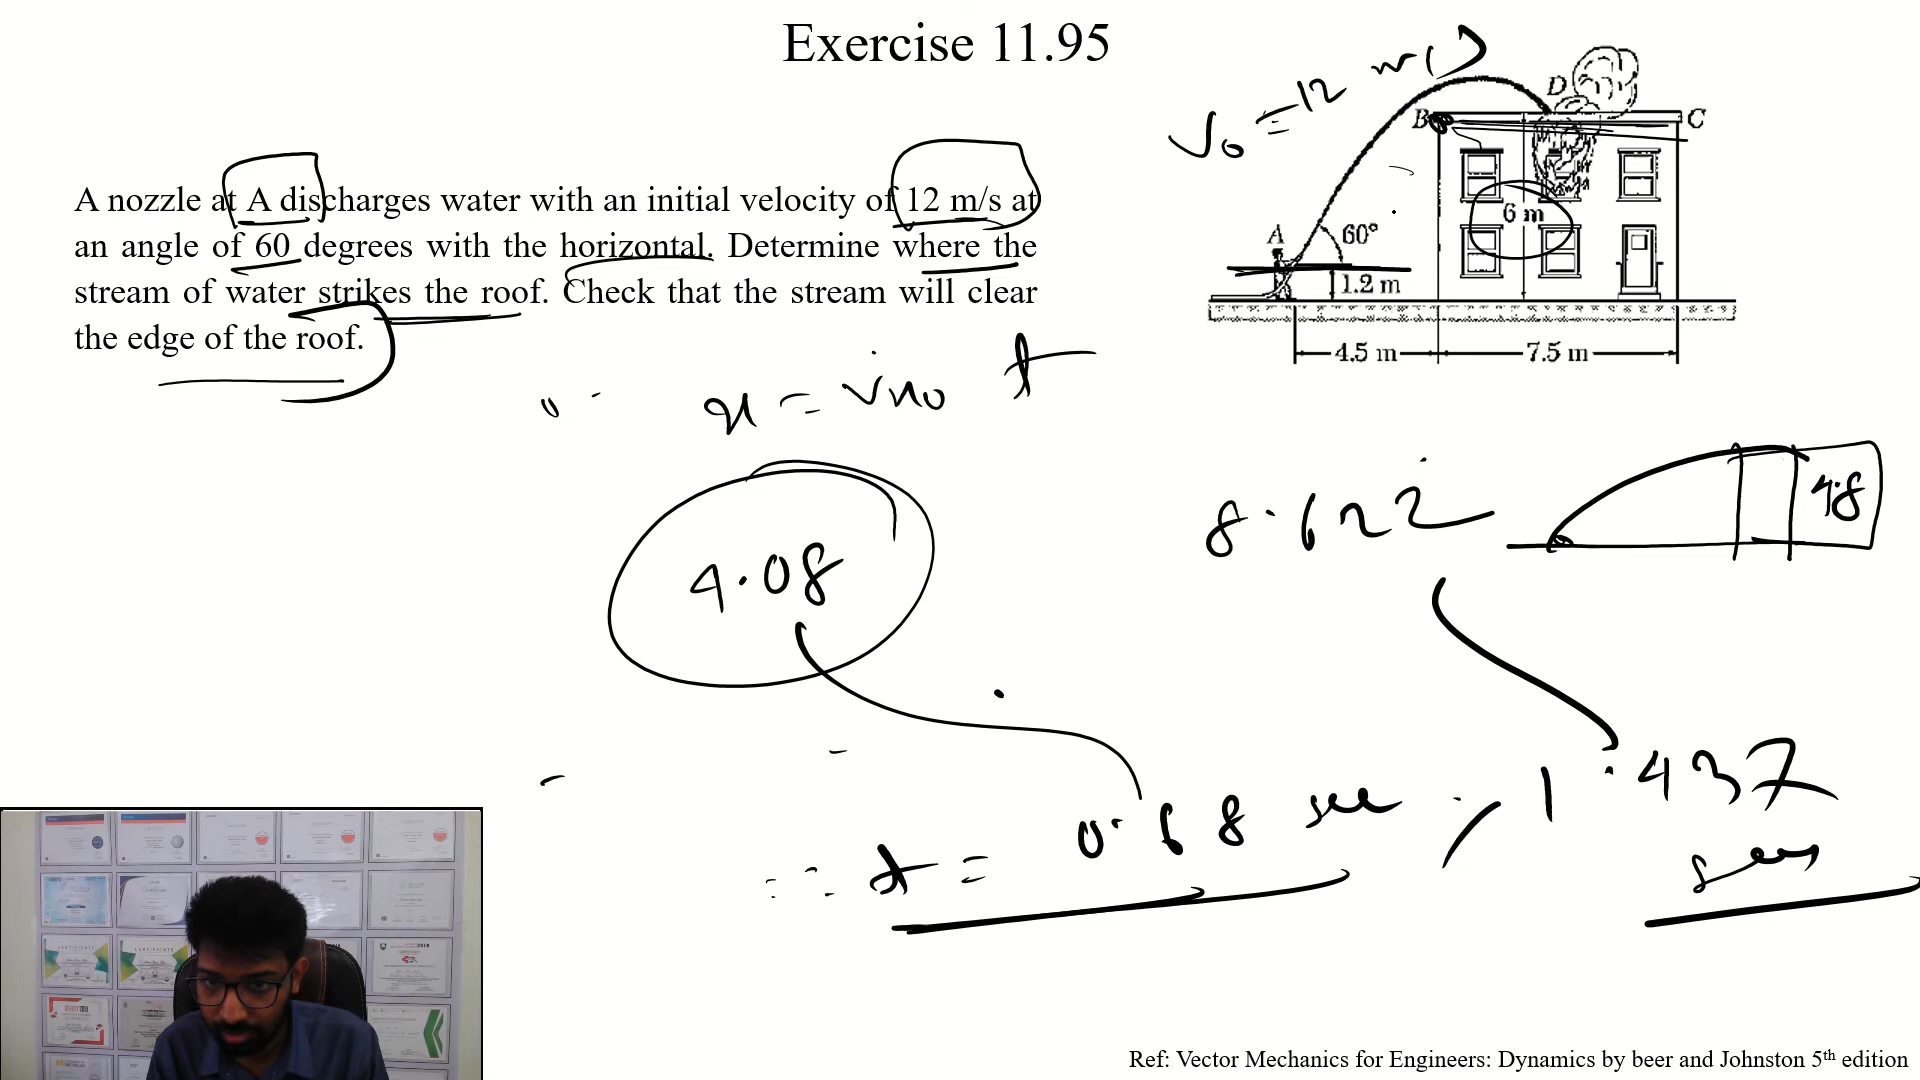 Exercise 11.95
A nozzle at A discharges water with an initial velocity of 12 m/s at
an angle of 60 degrees with the horizontal. Determine where the
stream of water strikes the roof. Check that the stream will clear
the edge of the roof.
V₀ = 12 m/s
D
B
C
6 m
A
60°
1.2 m
4.5 m
7.5 m
x = Vx₀ t
4.08
8.622
4.8
∴ t = 0.68 sec, 1.437
secs
Ref: Vector Mechanics for Engineers: Dynamics by beer and Johnston 5th edition